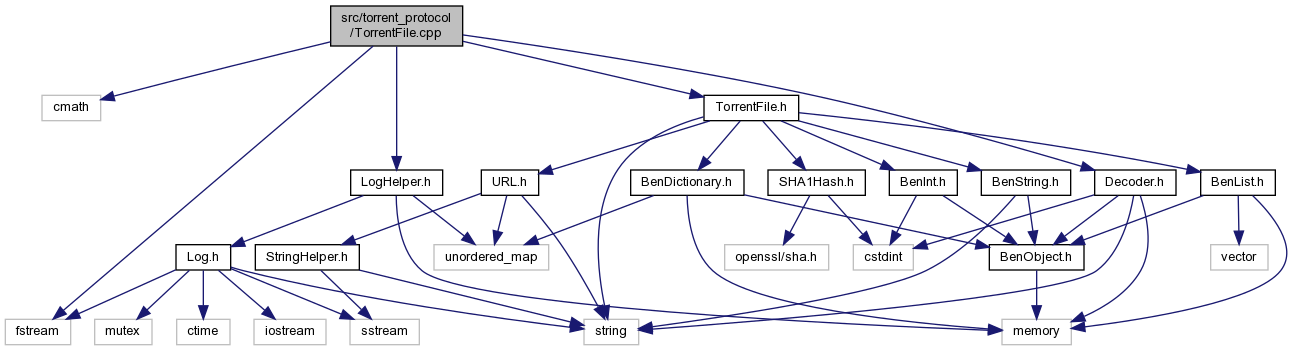 src/torrent_protocol
/TorrentFile.cpp
cmath
TorrentFile.h
LogHelper.h
URL.h
BenDictionary.h
SHA1Hash.h
BenInt.h
BenString.h
Decoder.h
BenList.h
Log.h
StringHelper.h
unordered_map
openssl/sha.h
cstdint
BenObject.h
vector
fstream
mutex
ctime
iostream
sstream
string
memory